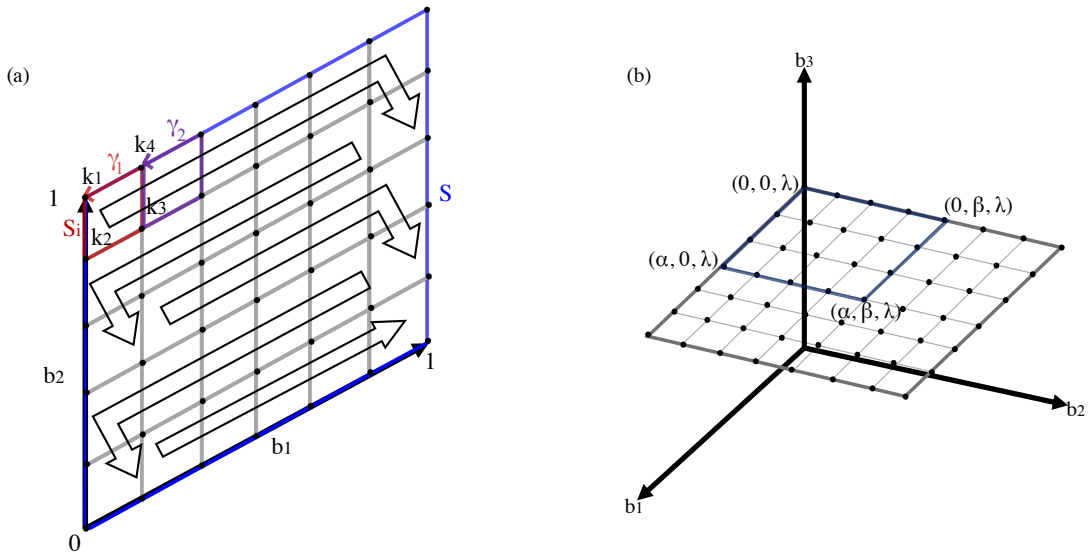 (a)
γ₂
k4
γ₁
k1
1
k3
Si
k2
S
b2
1
b1
0
(b)
b3
(0, 0, λ)
(0, β, λ)
(α, 0, λ)
(α, β, λ)
b2
b1